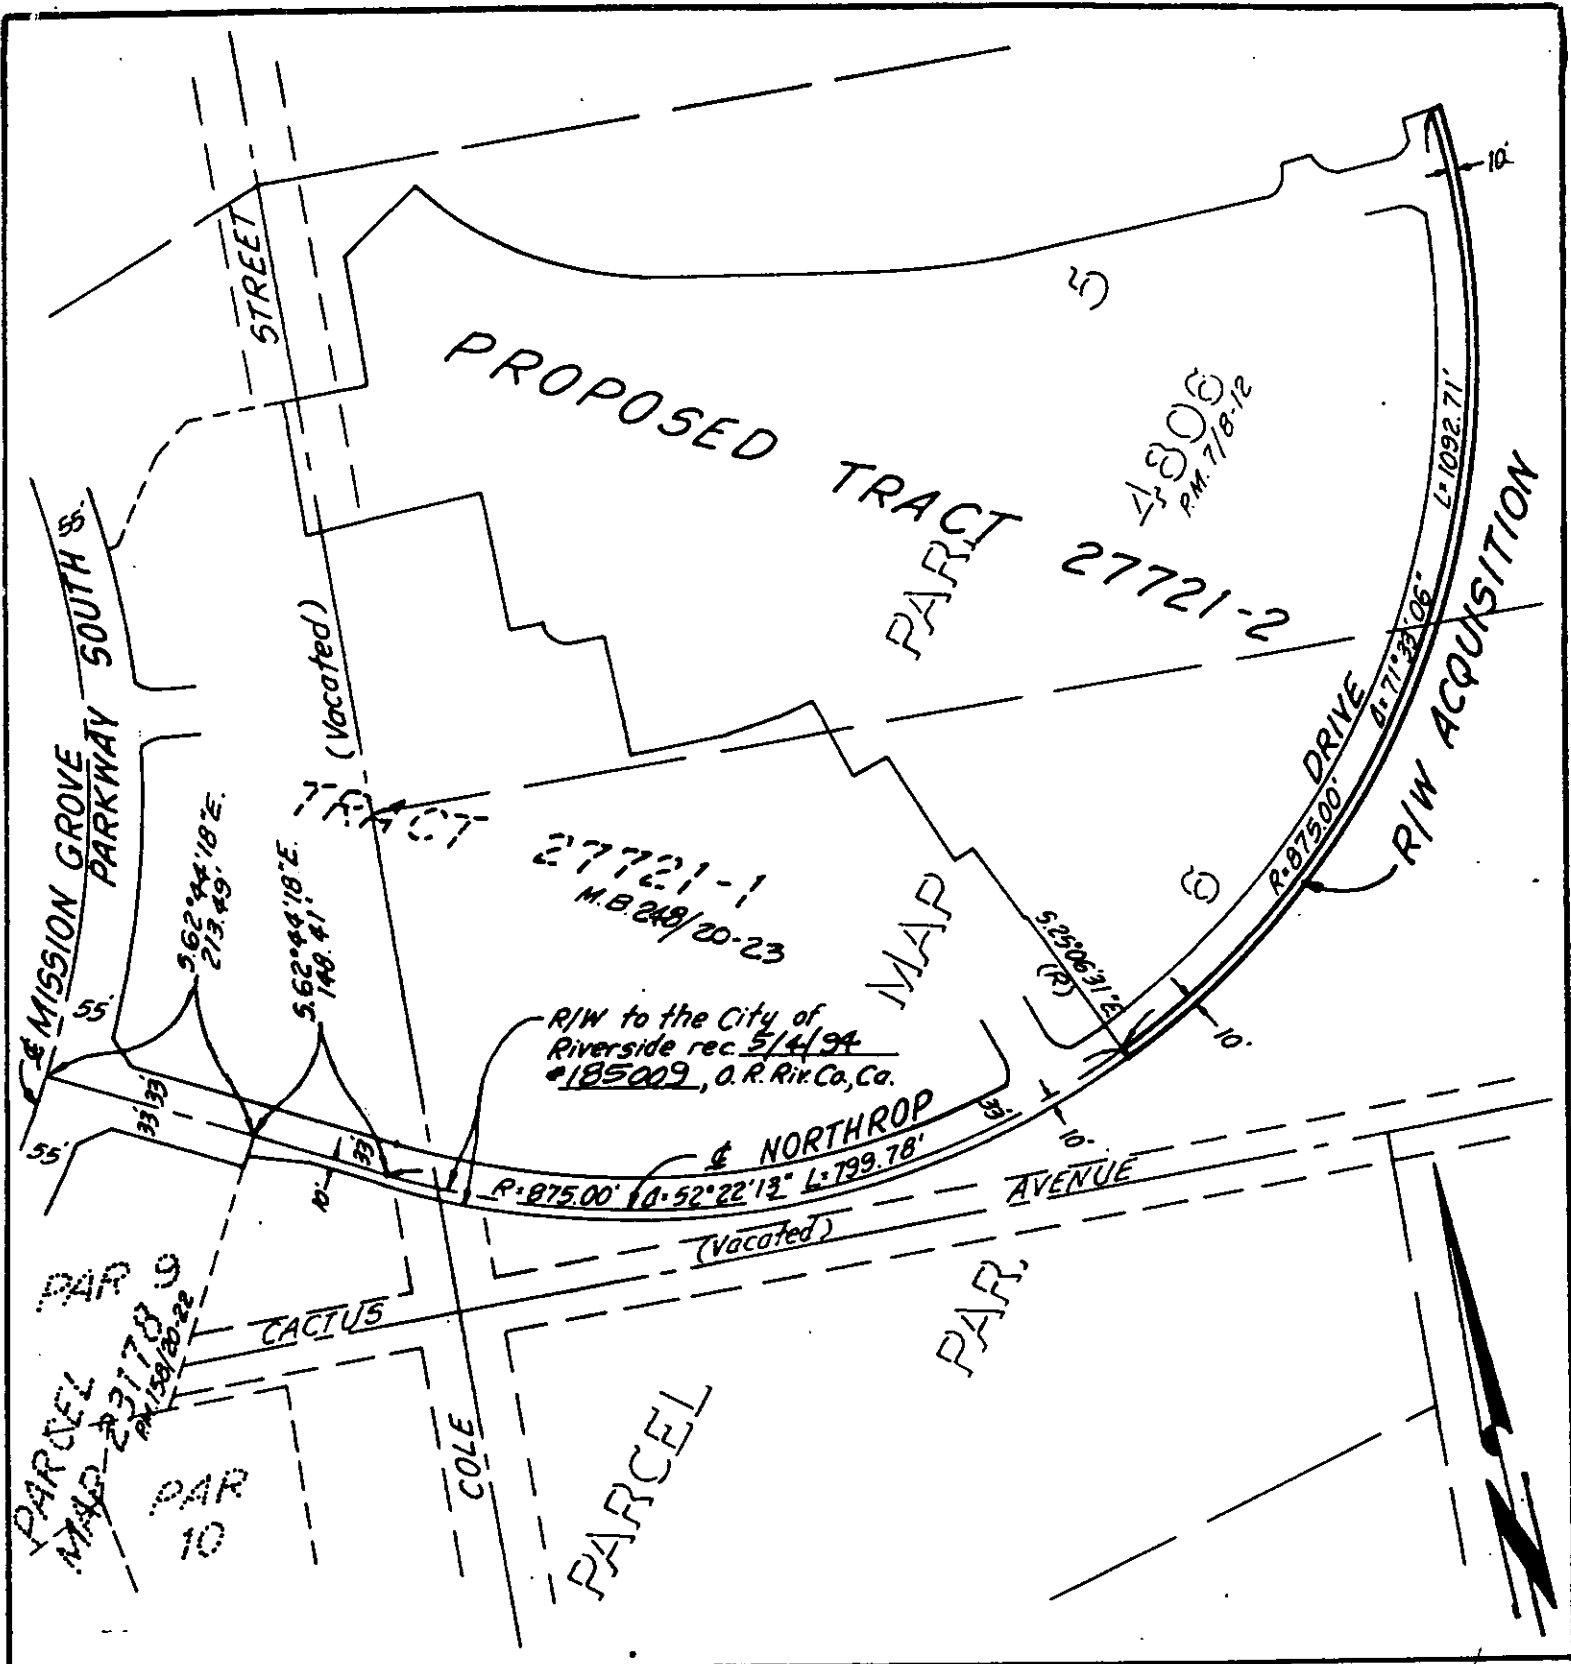 10'
STREET
5
PROPOSED TRACT 27721-2
4808
P.M. 7/8-12
L=1092.71'
55'
PAR.
R/W ACQUISITION
(Vacated)
Δ=71°33'06"
MISSION GROVE
PARKWAY SOUTH
DRIVE
R=875.00'
S.62°44'18"E.
213.49'
S.62°44'18"E.
148.41'
TRACT 27721-1
M.B. 248/20-23
6
MAP
S.25°06'31"E.
(R)
55'
℄
R/W to the City of
Riverside rec. 5/4/94
#185009, O.R. Riv. Co., Ca.
10'
33' 33'
55'
33'
10'
℄ NORTHROP
33'
10'
R=875.00' Δ=52°22'13" L=799.78'
AVENUE
(Vacated)
PAR 9
PAR.
CACTUS
PARCEL
MAP 23178
P.M. 158/20-22
COLE
PARCEL
PAR
10
N